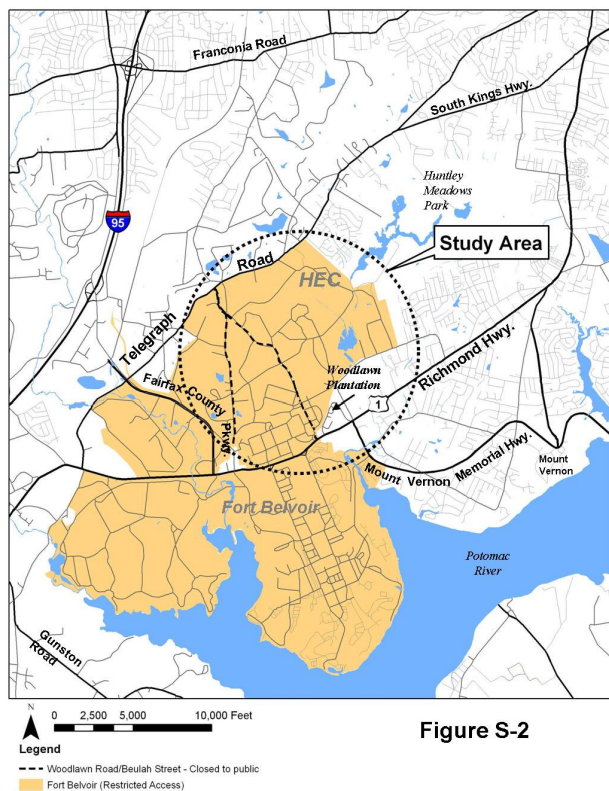 Franconia Road
South Kings Hwy.
Huntley
Meadows
Park
95
Study Area
Road
HEC
Telegraph
Richmond Hwy.
Woodlawn
Plantation
1
Fairfax County
Pkwy.
Mount Vernon Memorial Hwy.
Mount
Vernon
Fort Belvoir
Potomac
River
Gunston
Road
N
0 2,500 5,000 10,000 Feet
Figure S-2
Legend
Woodlawn Road/Beulah Street - Closed to public
Fort Belvoir (Restricted Access)